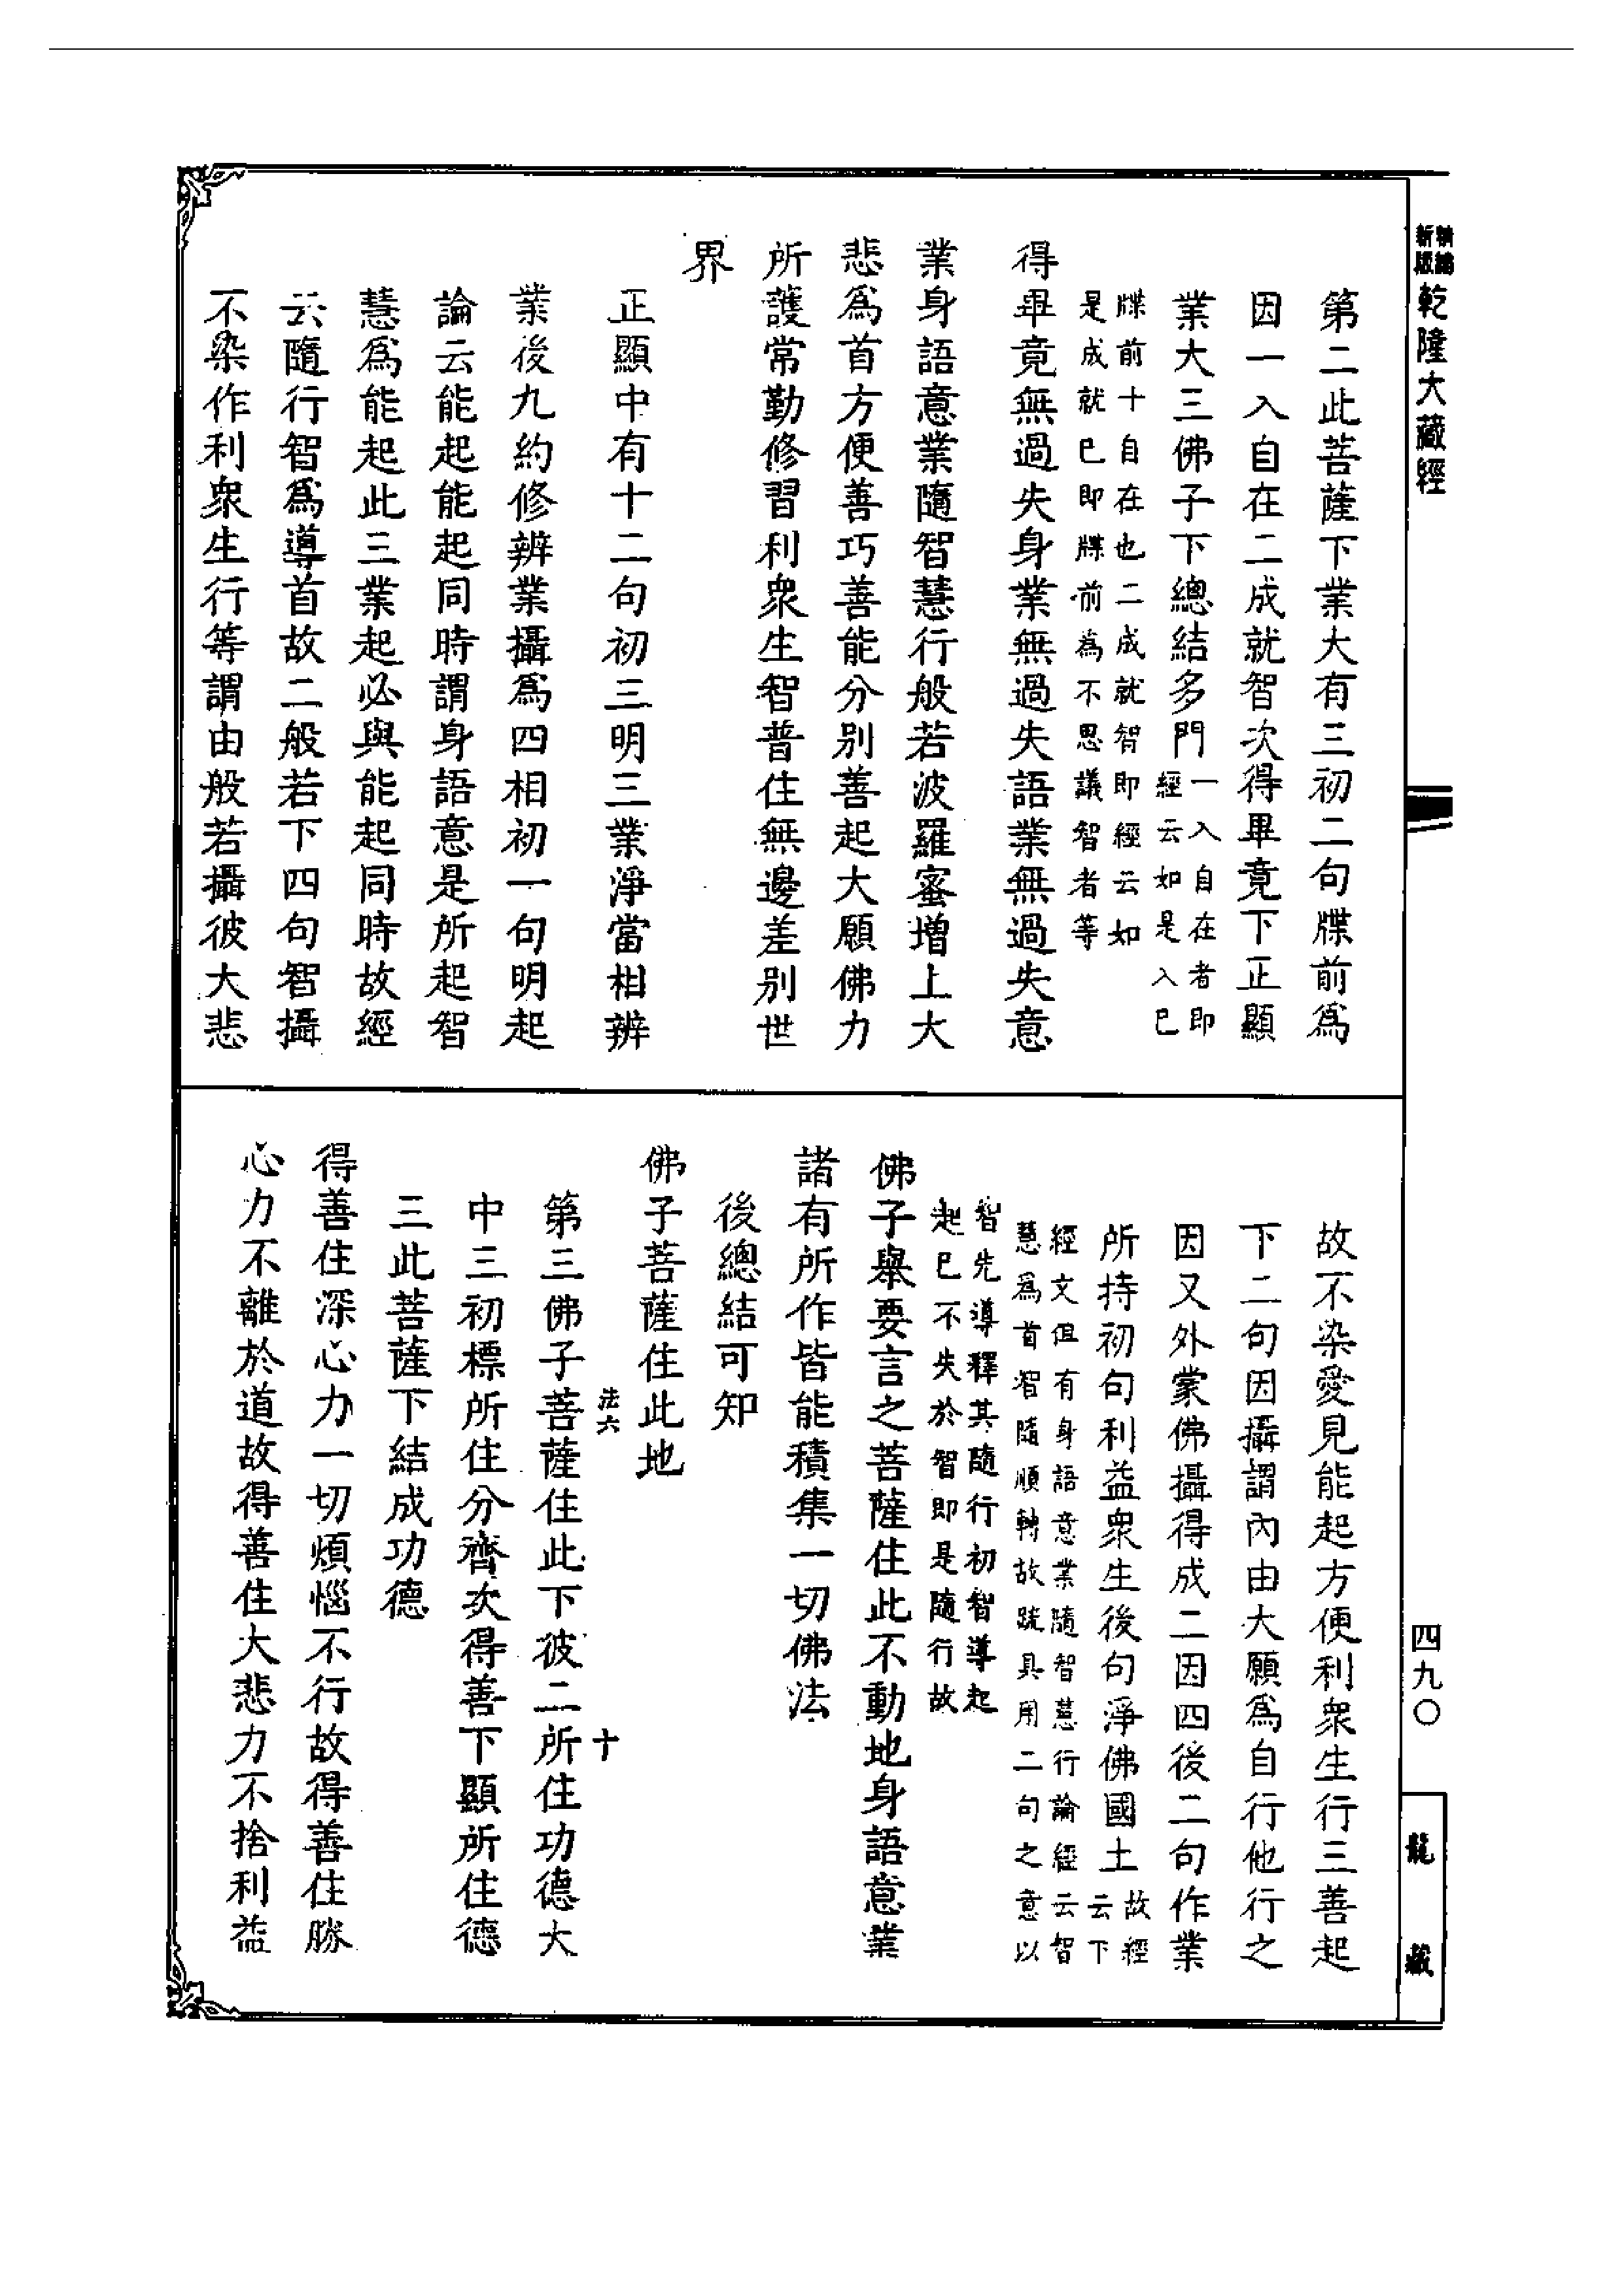 新編
新版
乾隆大藏經
第二此菩薩下業大有三初二句牒前爲
因一入自在二成就智次得畢竟下正顯
業大三佛子下總結多門一入自在者即
經云如是入已
牒前十自在也二成就智即經云如
是成就已即牒前為不思議智者等
得畢竟無過失身業無過失語業無過失意
業身語意業隨智慧行般若波羅蜜增上大
悲爲首方便善巧善能分別善起大願佛力
所護常勤修習利衆生智普住無邊差別世
界
正顯中有十二句初三明三業淨當相辨
業後九約修辨業攝爲四相初一句明起
論云能起能起同時謂身語意是所起智
慧爲能起此三業起必與能起同時故經
云隨行智爲導首故二般若下四句智攝
不染作利衆生行等謂由般若攝彼大悲
四九〇
龍藏
故不染愛見能起方便利衆生行三善起
下二句因攝謂內由大願爲自行他行之
因又外蒙佛攝得成二因四後二句作業
所持初句利益衆生後句淨佛國土故經
云下
經文但有身語意業隨智慧行論經云智
慧爲首智隨順轉故䟽具用二句之意以
智先導釋其隨行初智導起
起已不失於智即是隨行故
佛子舉要言之菩薩住此不動地身語意業
諸有所作皆能積集一切佛法
後總結可知
佛子菩薩住此地
法六
十
第三佛子菩薩住此下彼二所住功德大
中三初標所住分齊次得善下顯所住德
三此菩薩下結成功德
得善住深心力一切煩惱不行故得善住勝
心力不離於道故得善住大悲力不捨利益